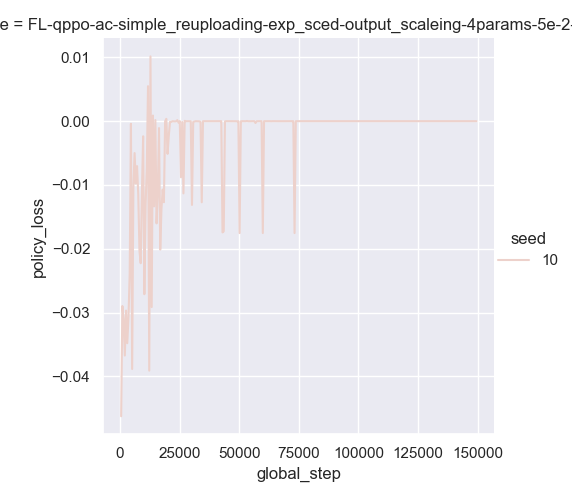 e = FL-qppo-ac-simple_reuploading-exp_sced-output_scaleing-4params-5e-2-
0.01
0.00
−0.01
−0.02
−0.03
−0.04
policy_loss
0 25000 50000 75000 100000 125000 150000
global_step
seed
10